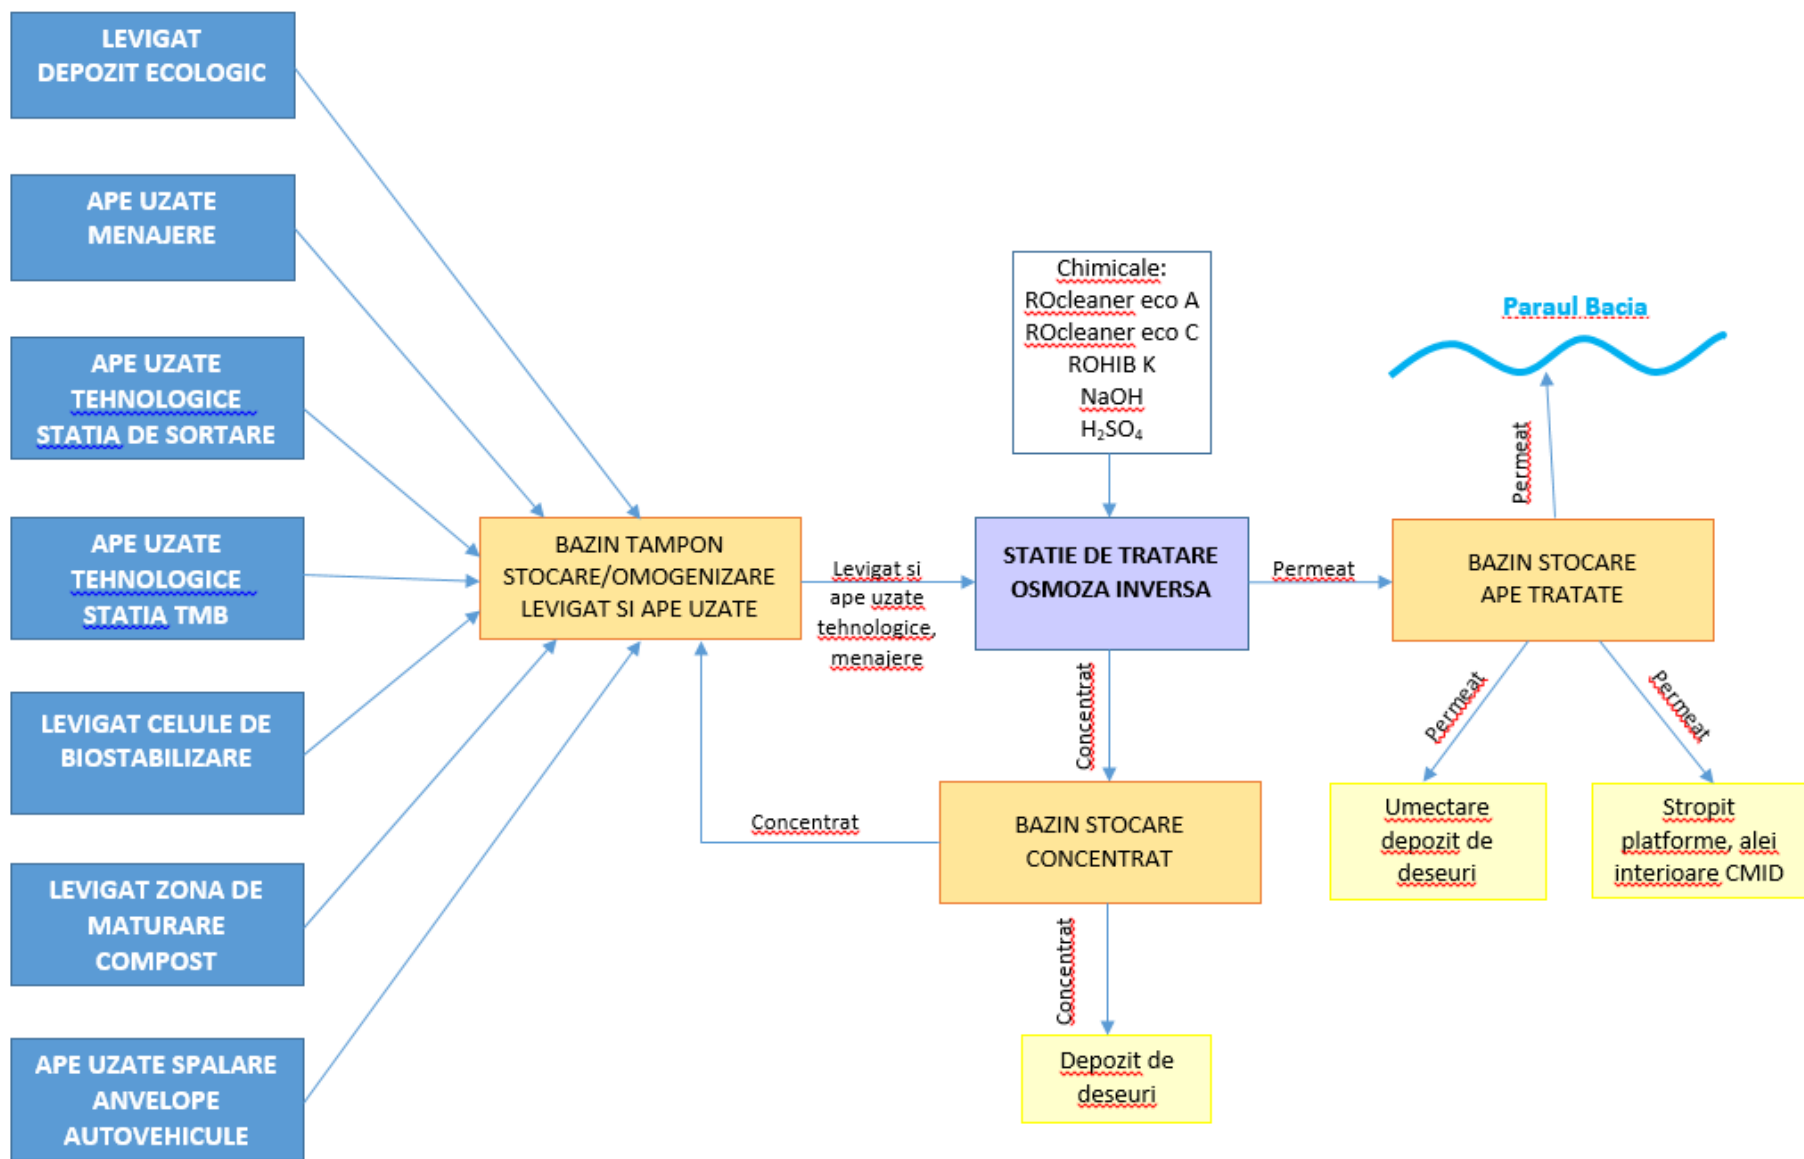 LEVIGAT
DEPOZIT ECOLOGIC
APE UZATE
MENAJERE
APE UZATE
TEHNOLOGICE
STATIA DE SORTARE
APE UZATE
TEHNOLOGICE
STATIA TMB
LEVIGAT CELULE DE
BIOSTABILIZARE
LEVIGAT ZONA DE
MATURARE
COMPOST
APE UZATE SPALARE
ANVELOPE
AUTOVEHICULE
BAZIN TAMPON
STOCARE/OMOGENIZARE
LEVIGAT SI APE UZATE
Levigat si
ape uzate
tehnologice,
menajere
Chimicale:
ROcleaner eco A
ROcleaner eco C
ROHIB K
NaOH
H₂SO₄
STATIE DE TRATARE
OSMOZA INVERSA
Permeat
BAZIN STOCARE
APE TRATATE
Permeat
Paraul Bacia
Permeat
Permeat
Umectare
depozit de
deseuri
Stropit
platforme, alei
interioare CMID
Concentrat
BAZIN STOCARE
CONCENTRAT
Concentrat
Concentrat
Depozit de
deseuri